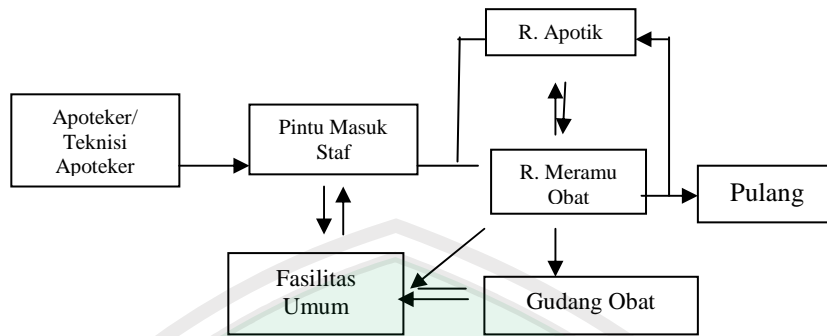 R. Apotik
Apoteker/
Teknisi
Apoteker
Pintu Masuk
Staf
R. Meramu
Obat
Pulang
Fasilitas
Umum
Gudang Obat